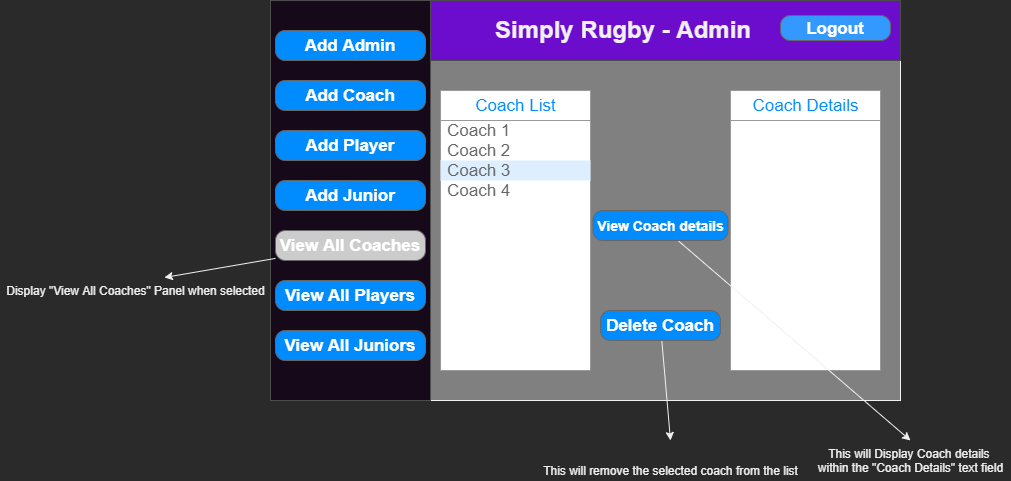 Simply Rugby - Admin
Logout
Add Admin
Add Coach
Add Player
Add Junior
View All Coaches
View All Players
View All Juniors
Coach List
Coach 1
Coach 2
Coach 3
Coach 4
View Coach details
Delete Coach
Coach Details
Display "View All Coaches" Panel when selected
This will remove the selected coach from the list
This will Display Coach details
within the "Coach Details" text field